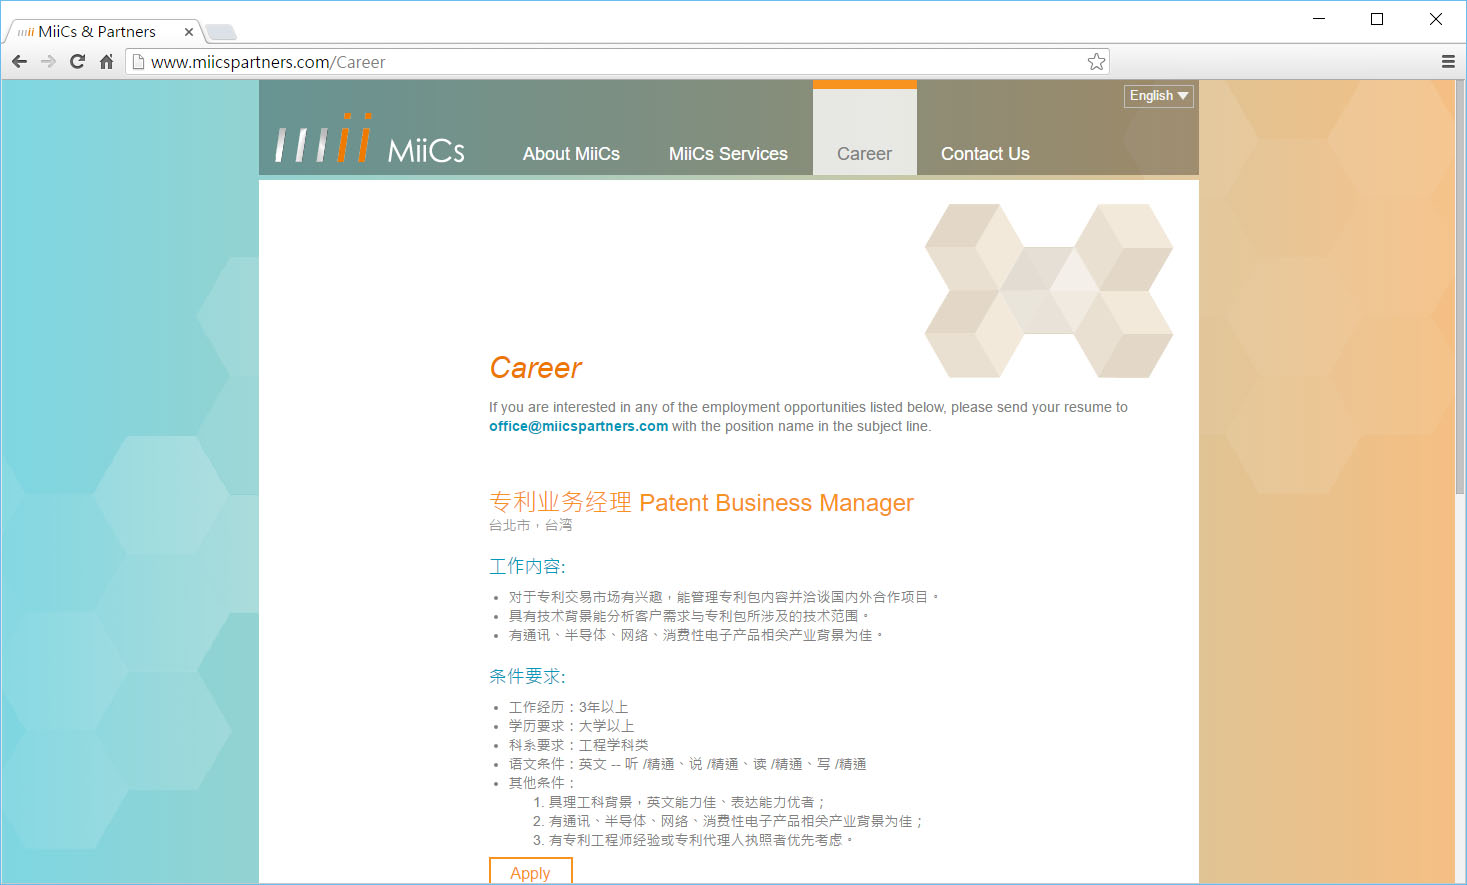 MiiCs & Partners
www.miicspartners.com/Career
English
MiiCs
About MiiCs
MiiCs Services
Career
Contact Us
Career
If you are interested in any of the employment opportunities listed below, please send your resume to
office@miicspartners.com with the position name in the subject line.
专利业务经理 Patent Business Manager
台北市，台湾
工作内容:
对于专利交易市场有兴趣，能管理专利包内容并洽谈国内外合作项目。
具有技术背景能分析客户需求与专利包所涉及的技术范围。
有通讯、半导体、网络、消费性电子产品相关产业背景为佳。
条件要求:
工作经历：3年以上
学历要求：大学以上
科系要求：工程学科类
语文条件：英文 -- 听 /精通、说 /精通、读 /精通、写 /精通
其他条件：
1. 具理工科背景，英文能力佳、表达能力优者；
2. 有通讯、半导体、网络、消费性电子产品相关产业背景为佳；
3. 有专利工程师经验或专利代理人执照者优先考虑。
Apply